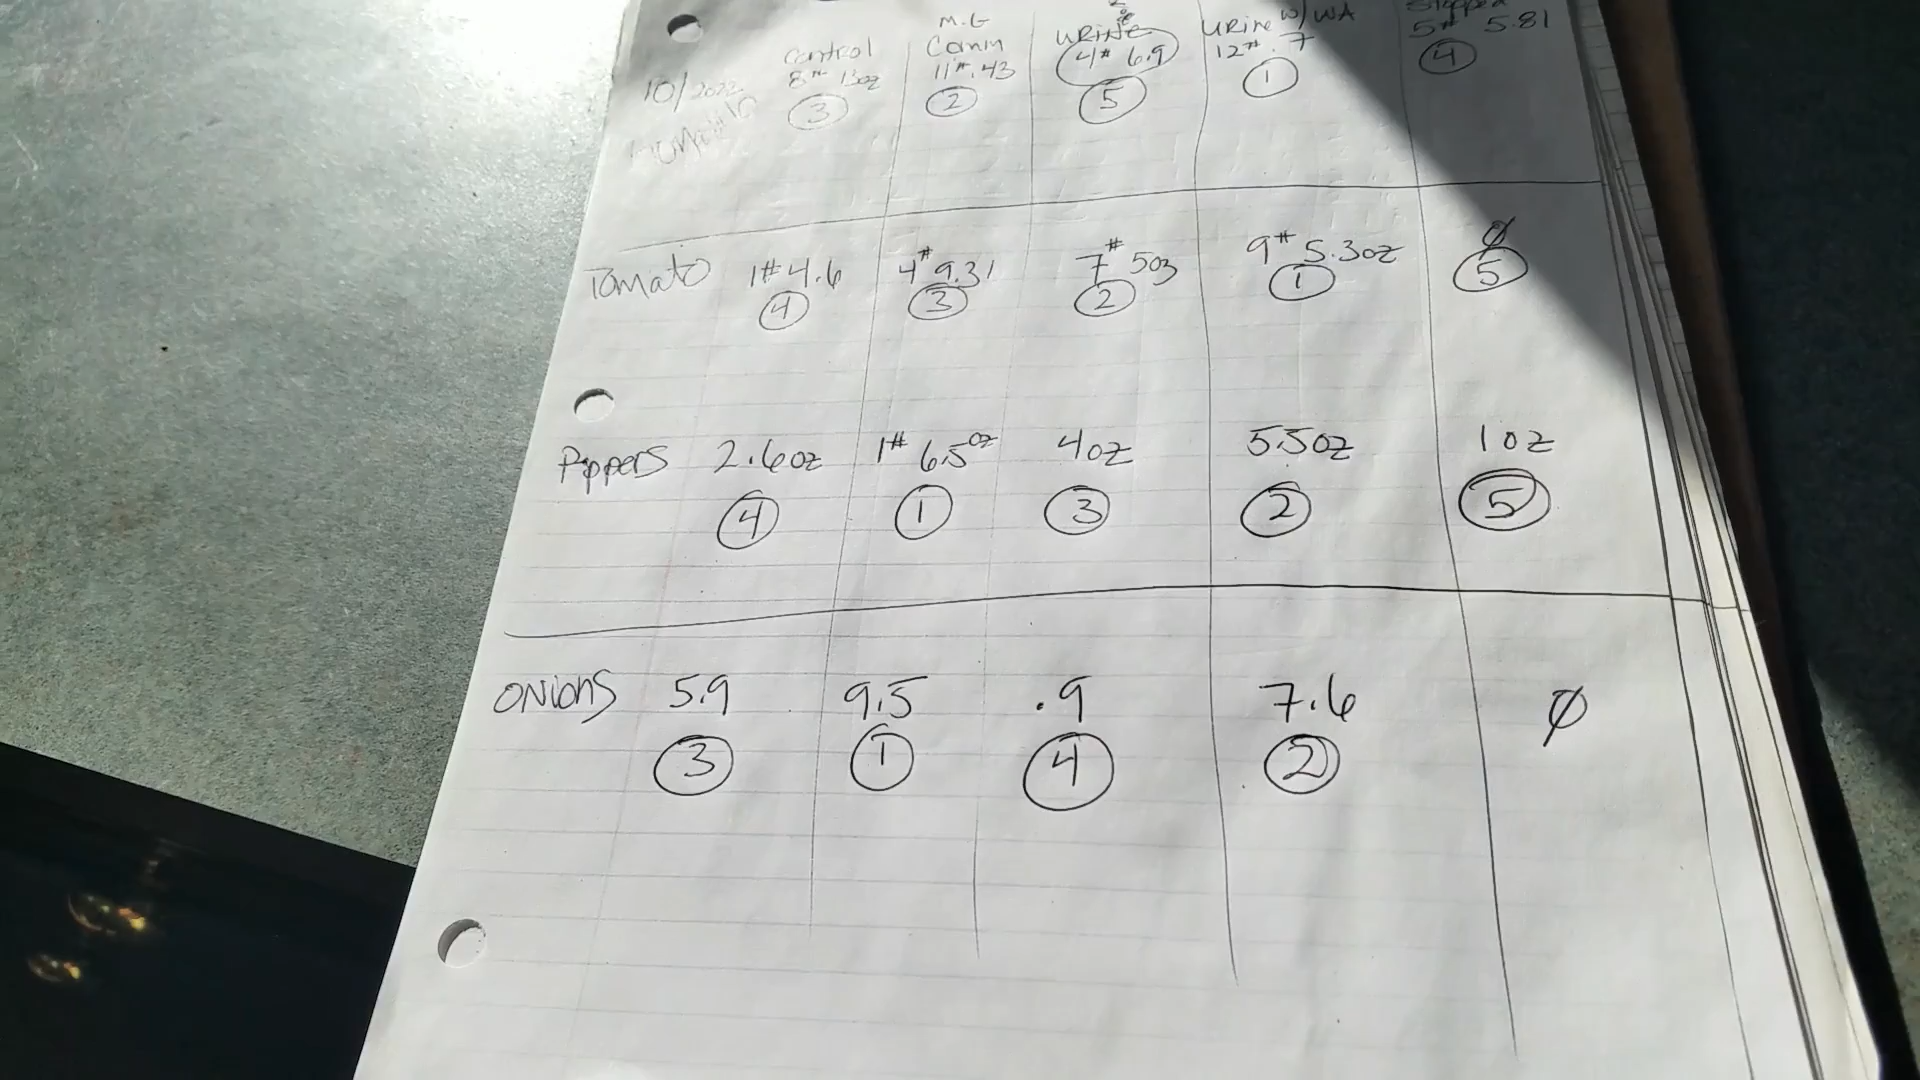 M.G Urine w/ WA Stopped
Control Comm Urine 12# .7 5# 5.81
10/2022 8# 13oz 11# .43 4# 6.9 1 4
3 2 5
Tomatillo
Tomato 1# 4.6 4# 9.31 7# 5oz 9# 5.3oz Ø
4 3 2 1 5
Peppers 2.6oz 1# 6.5oz 4oz 5.5oz 1oz
4 1 3 2 5
Onions 5.9 9.5 .9 7.6 Ø
3 1 4 2